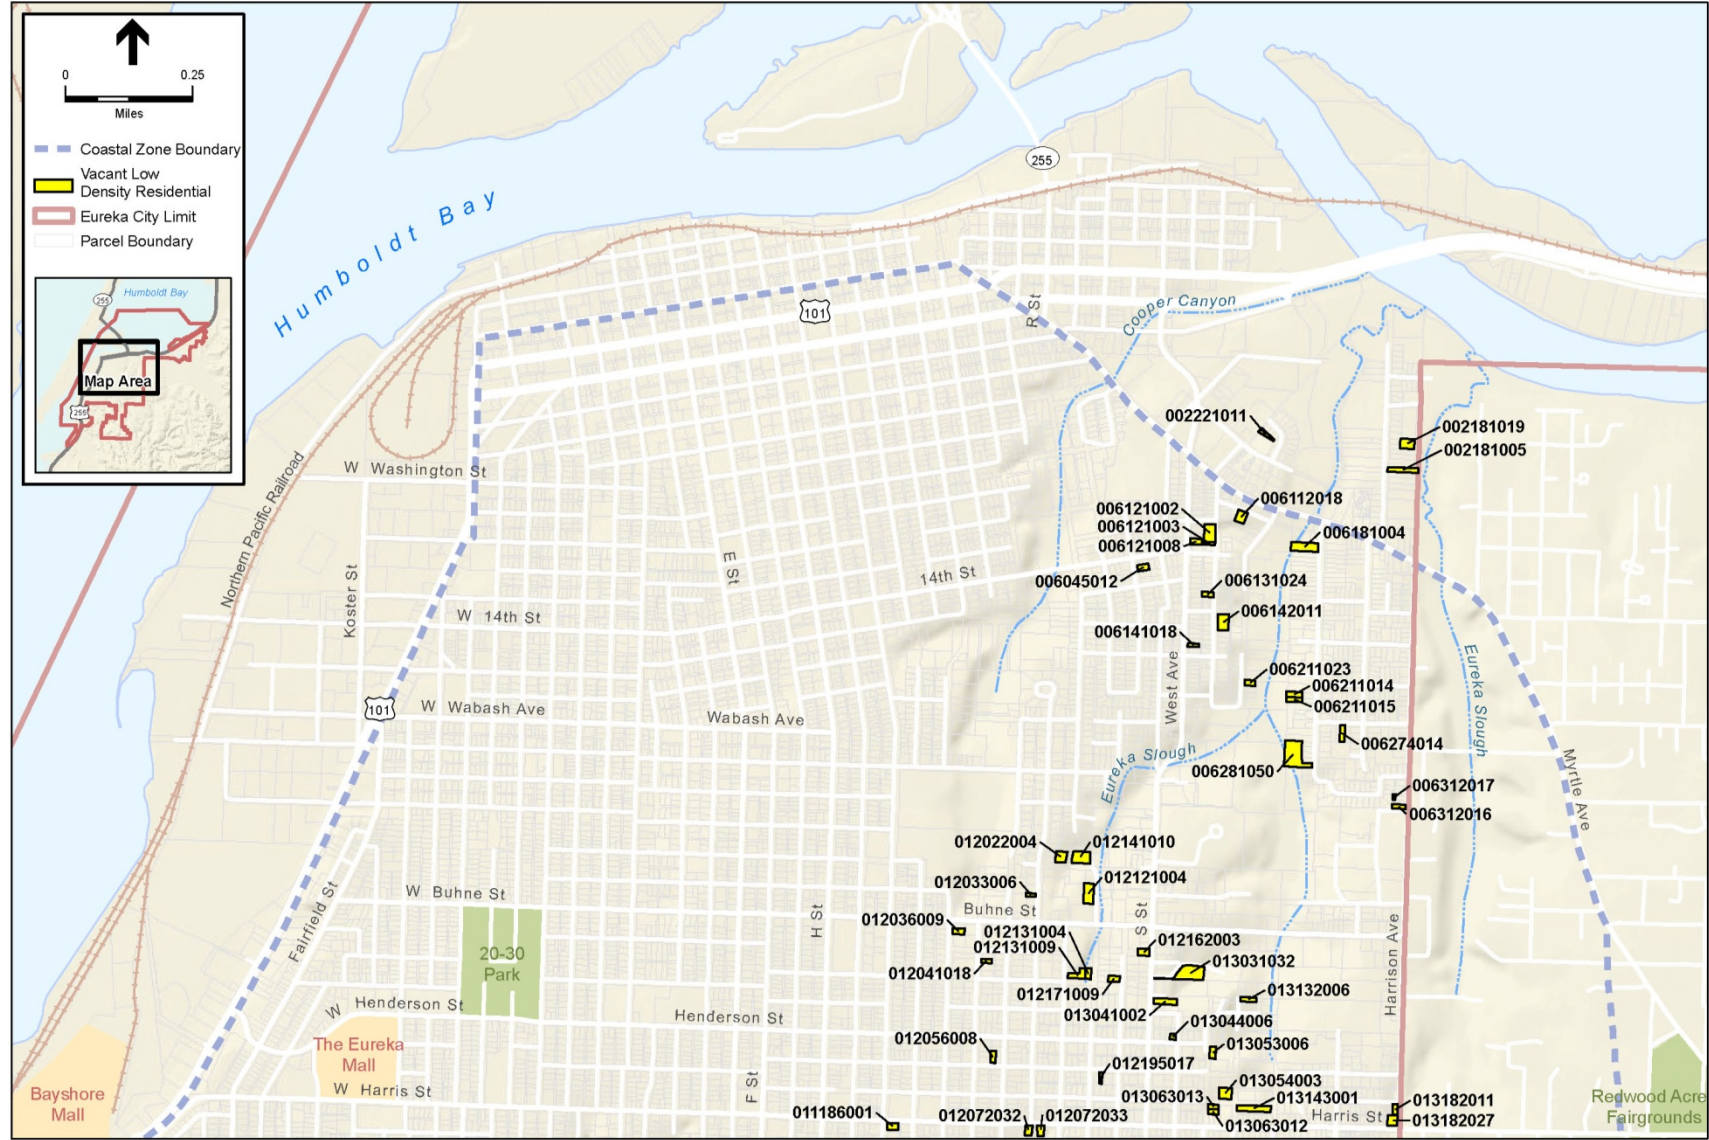 0 0.25
Miles
Coastal Zone Boundary
Vacant Low
Density Residential
Eureka City Limit
Parcel Boundary
Humboldt Bay
255
Map Area
255
Humboldt Bay
255
101
R St
Cooper Canyon
002221011
002181019
002181005
W Washington St
Northern Pacific Railroad
006112018
006121002
006121003
006121008
006181004
E St
14th St
006045012
006131024
Koster St
W 14th St
006142011
006141018
West Ave
006211023
006211014
006211015
Eureka Slough
101
W Wabash Ave
Wabash Ave
006274014
Eureka Slough
006281050
Myrtle Ave
006312017
006312016
012022004
012141010
012033006
012121004
W Buhne St
Fairfield St
H St
Buhne St
S St
012036009
012131004
012131009
012162003
Harrison Ave
20-30
Park
012041018
013031032
012171009
013132006
013041002
W Henderson St
Henderson St
013044006
The Eureka
Mall
012056008
013053006
012195017
W Harris St
F St
013054003
Bayshore
Mall
013063013
013143001
013182011
Redwood Acre
Fairgrounds
011186001
012072032
012072033
013063012
Harris St
013182027